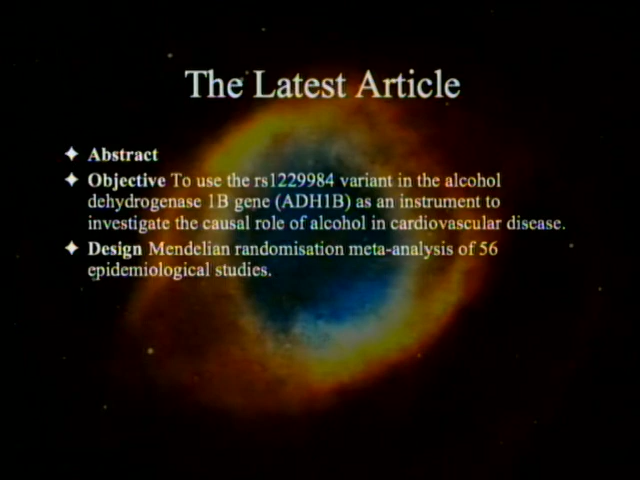 The Latest Article
Abstract
Objective To use the rs1229984 variant in the alcohol
dehydrogenase 1B gene (ADH1B) as an instrument to
investigate the causal role of alcohol in cardiovascular disease.
Design Mendelian randomisation meta-analysis of 56
epidemiological studies.